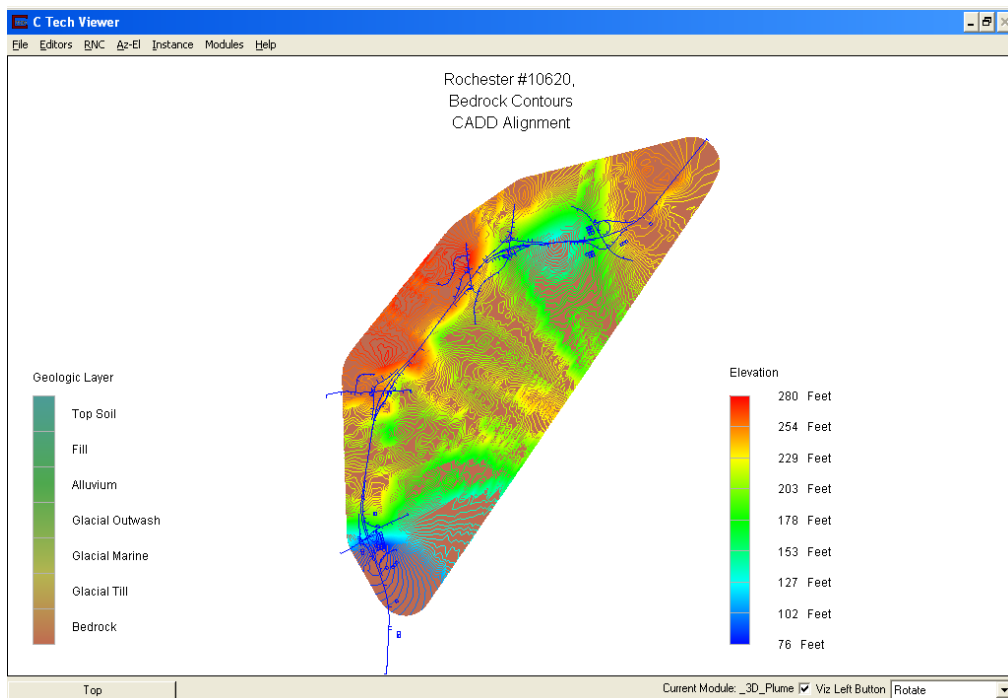 C Tech Viewer
File Editors RNC Az-El Instance Modules Help
Rochester #10620,
Bedrock Contours
CADD Alignment
Geologic Layer
Top Soil
Fill
Alluvium
Glacial Outwash
Glacial Marine
Glacial Till
Bedrock
Elevation
280 Feet
254 Feet
229 Feet
203 Feet
178 Feet
153 Feet
127 Feet
102 Feet
76 Feet
Top
Current Module: _3D_Plume Viz Left Button Rotate